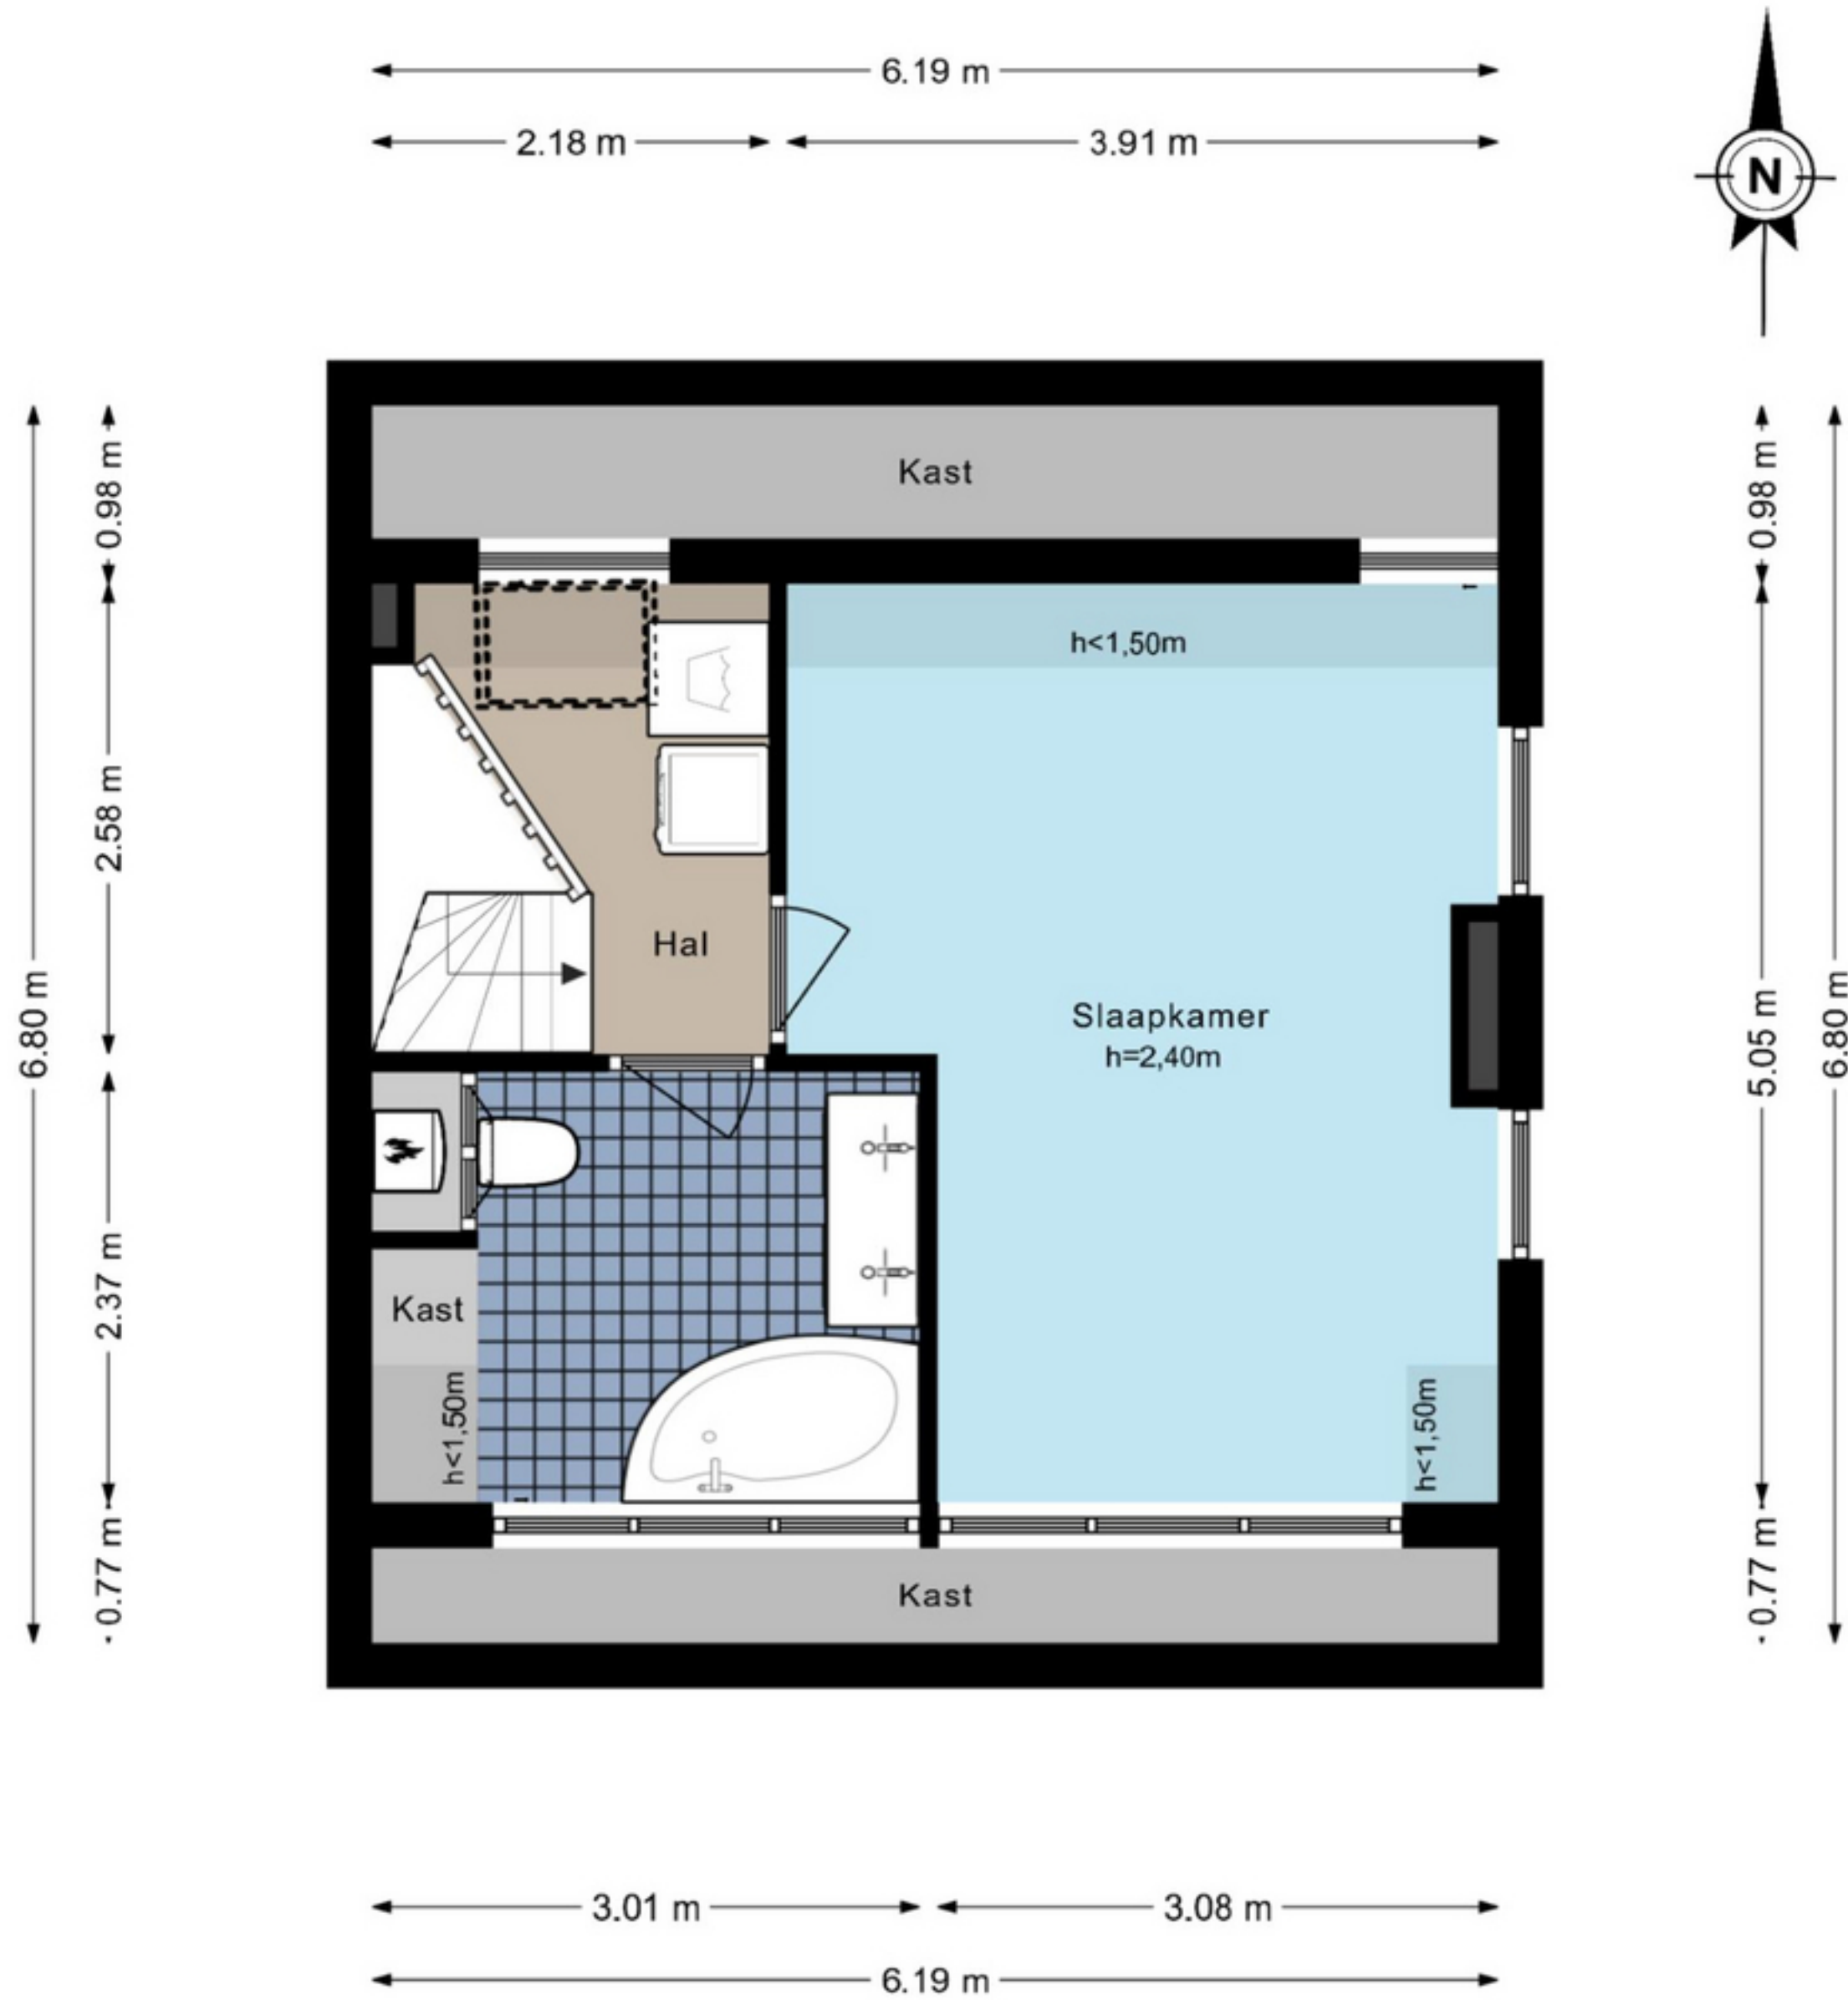 6.19 m
2.18 m
3.91 m
N
0.98 m
2.58 m
6.80 m
2.37 m
0.77 m
0.98 m
5.05 m
6.80 m
0.77 m
Kast
h<1,50m
Hal
Slaapkamer
h=2,40m
Kast
h<1,50m
h<1,50m
Kast
3.01 m
3.08 m
6.19 m